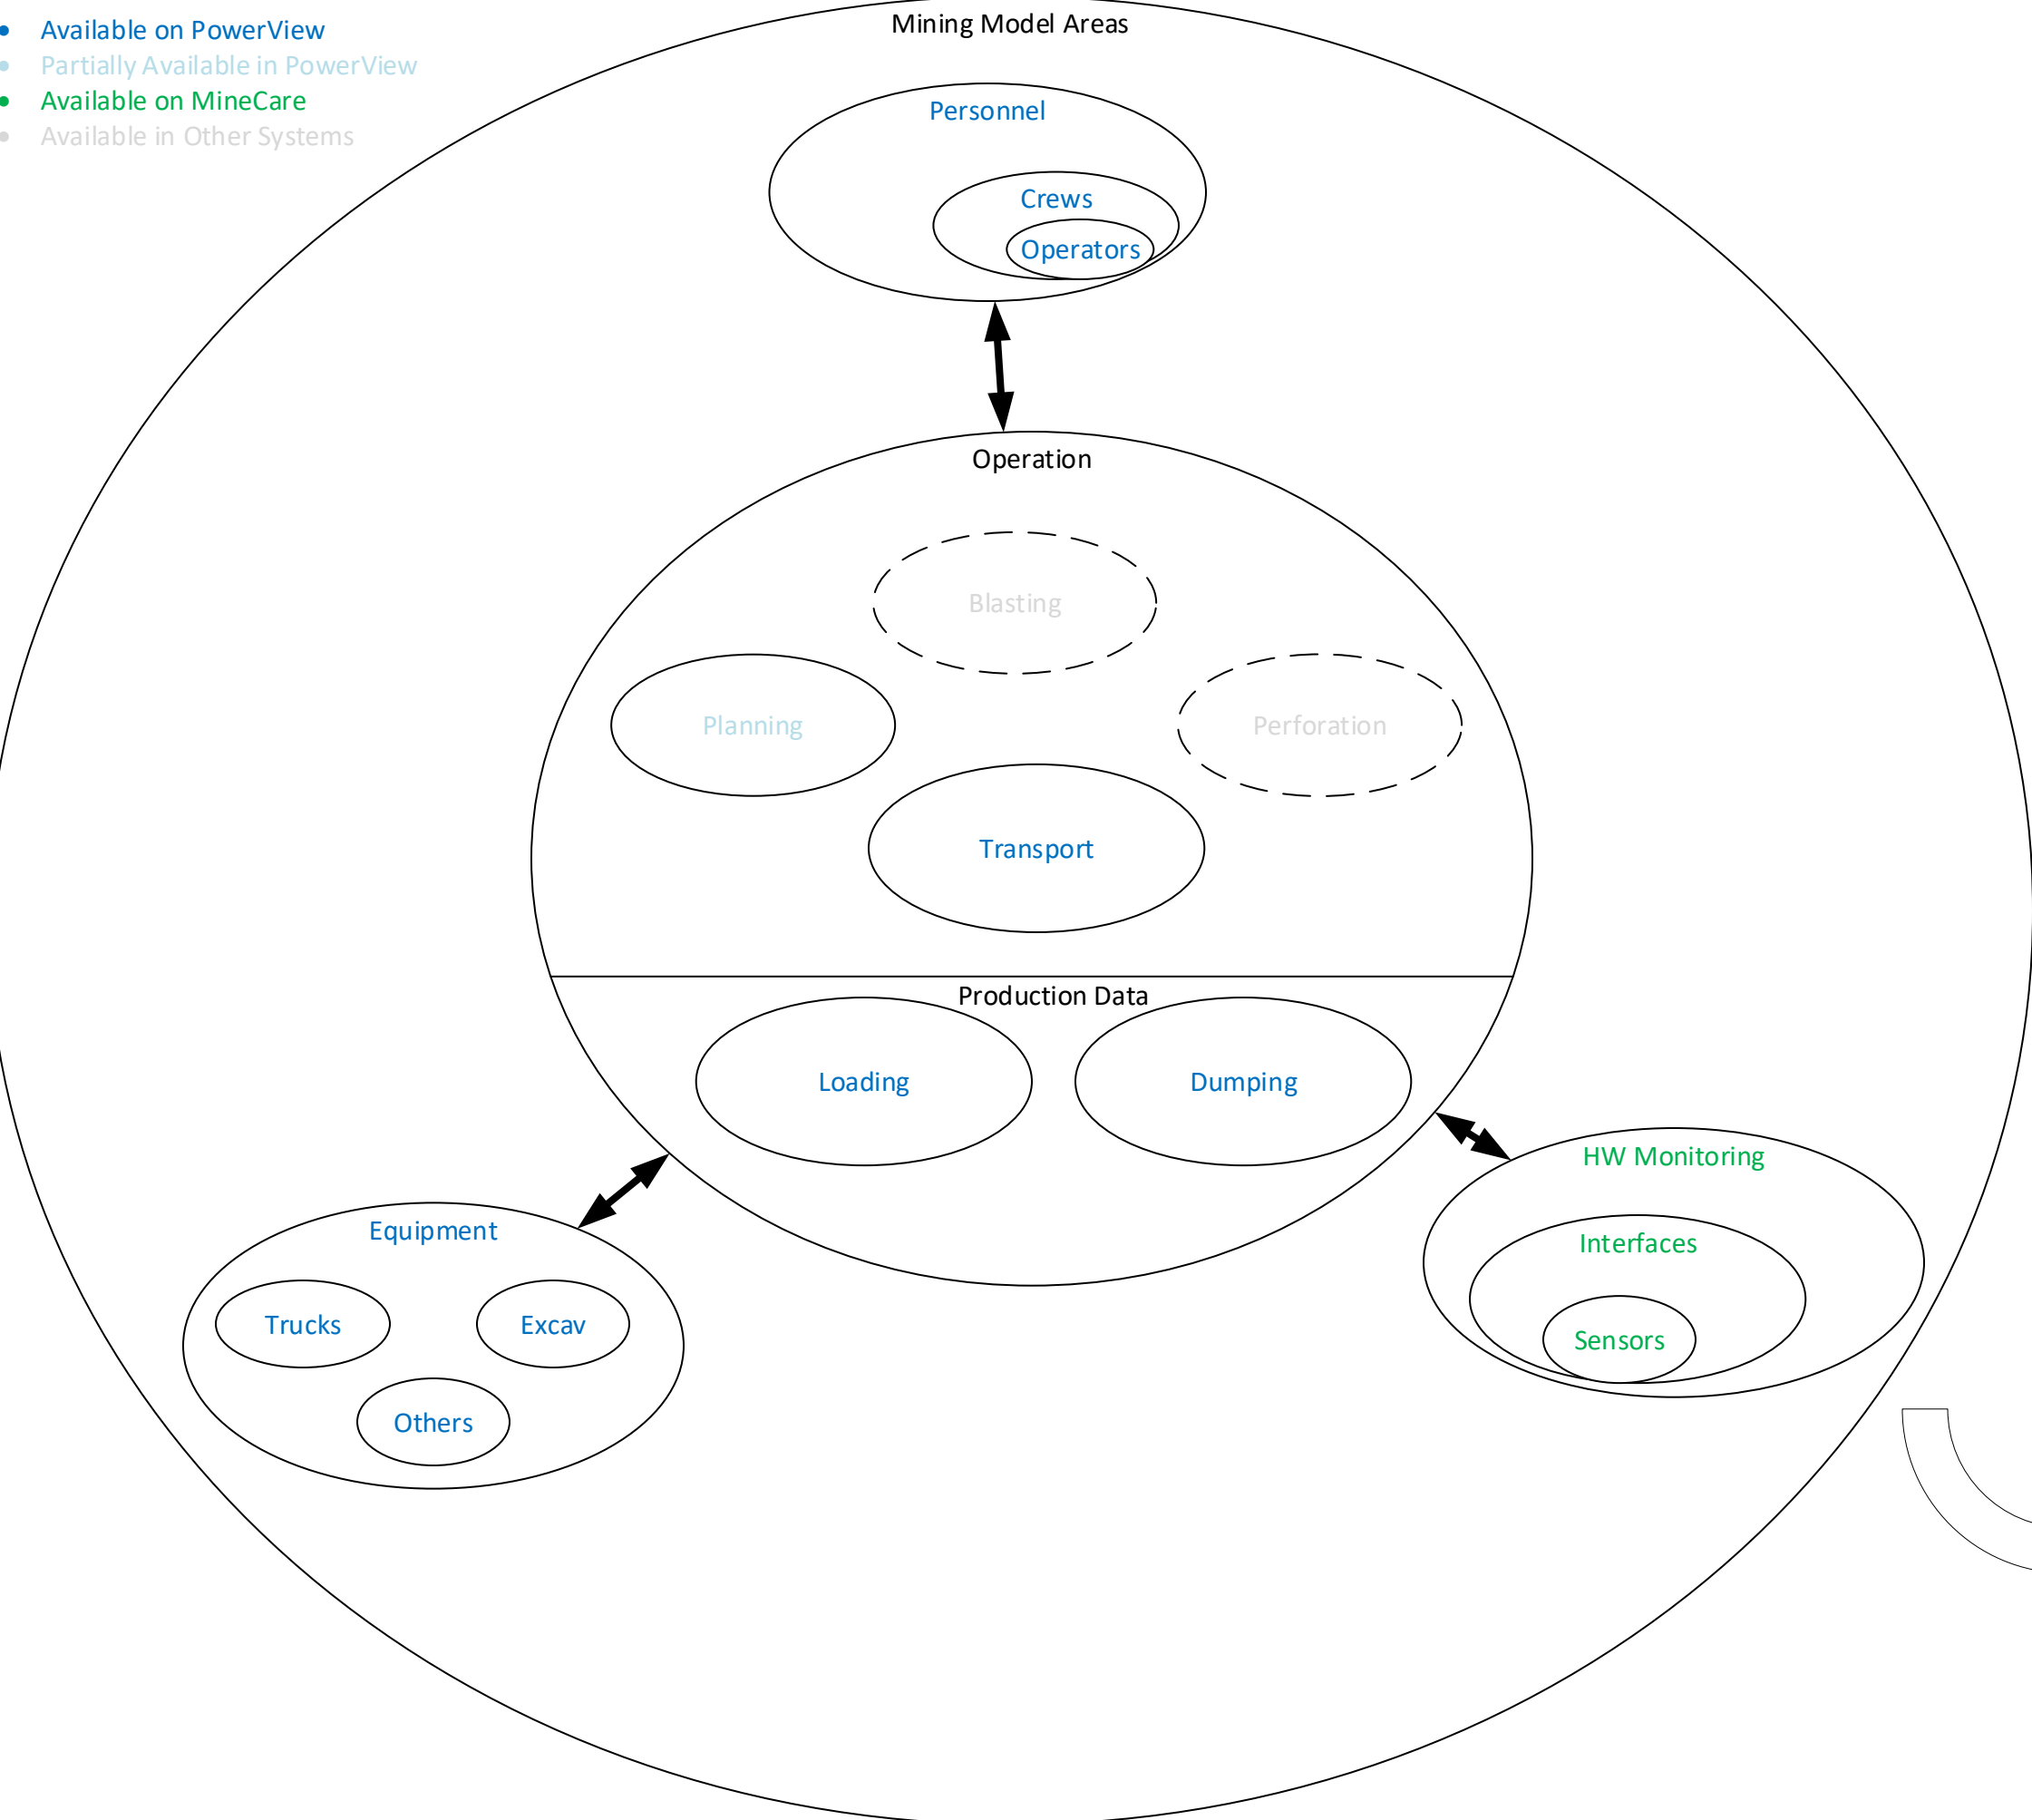 Available on PowerView
Partially Available in PowerView
Available on MineCare
Available in Other Systems
Mining Model Areas
Personnel
Crews
Operators
Operation
Blasting
Planning
Perforation
Transport
Production Data
Loading
Dumping
HW Monitoring
Interfaces
Sensors
Equipment
Trucks
Excav
Others